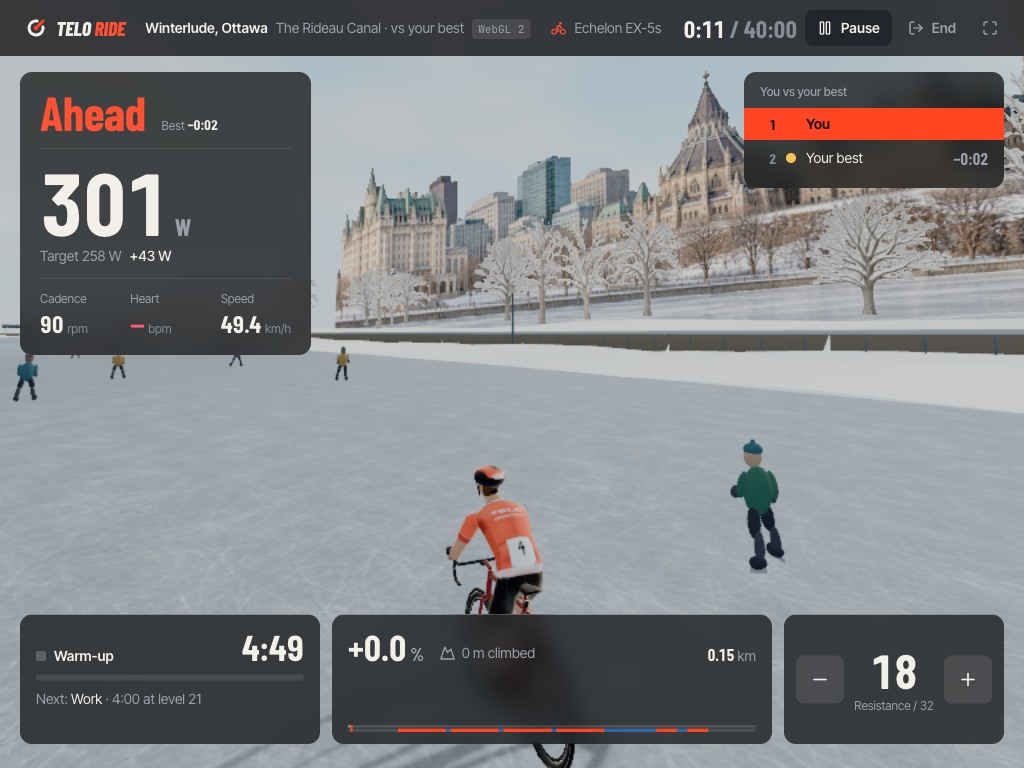 TELO RIDE
Winterlude, Ottawa The Rideau Canal · vs your best WebGL 2 Echelon EX-5s 0:11 / 40:00 Pause End
Ahead Best −0:02
301 W
Target 258 W +43 W
Cadence Heart Speed
90 rpm – bpm 49.4 km/h
You vs your best
1 You
2 Your best −0:02
TELO
4
Warm-up 4:49
Next: Work · 4:00 at level 21
+0.0 % 0 m climbed 0.15 km
− 18 +
Resistance / 32